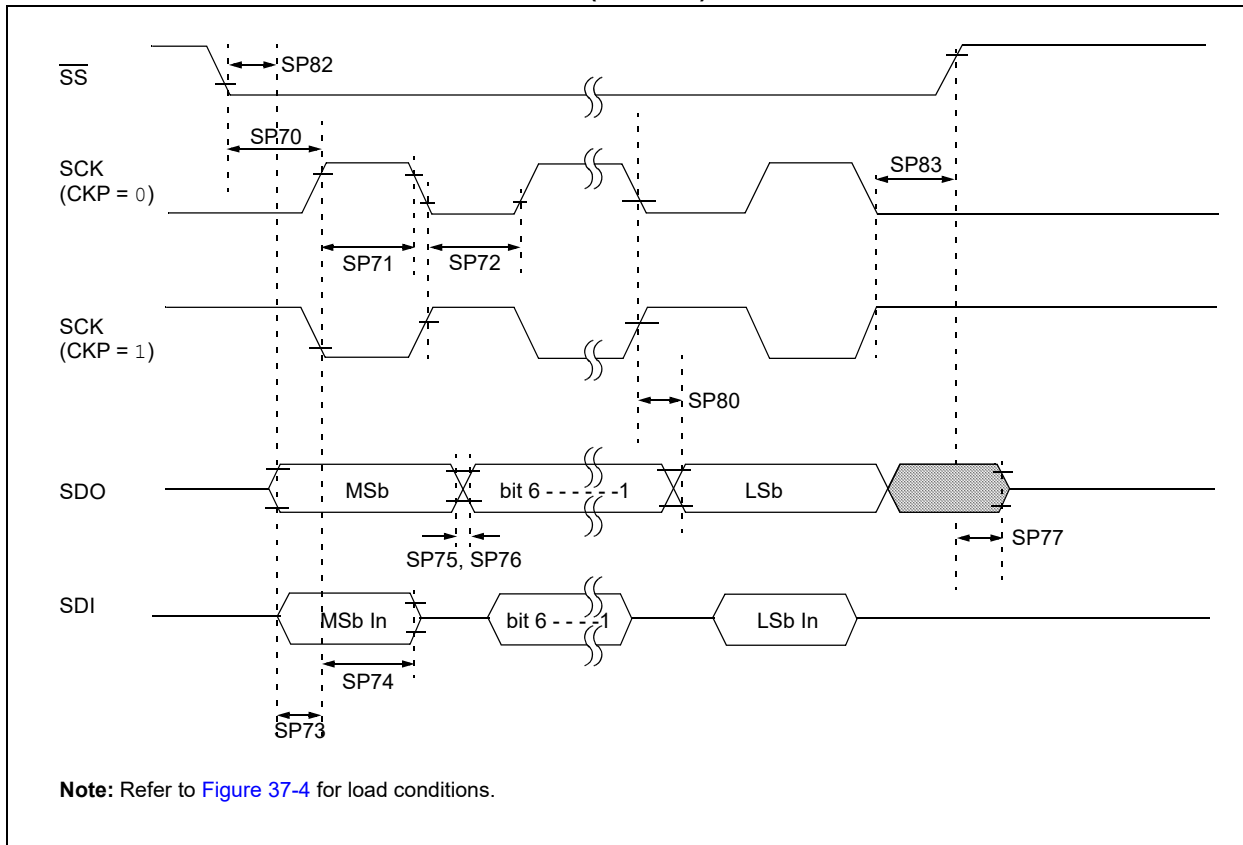 SP82
SS
SP70
SCK
(CKP = 0)
SP83
SP71
SP72
SCK
(CKP = 1)
SP80
SDO
MSb
bit 6 - - - - - -1
LSb
SP75, SP76
SP77
SDI
MSb In
bit 6 - - - -1
LSb In
SP74
SP73
Note: Refer to Figure 37-4 for load conditions.